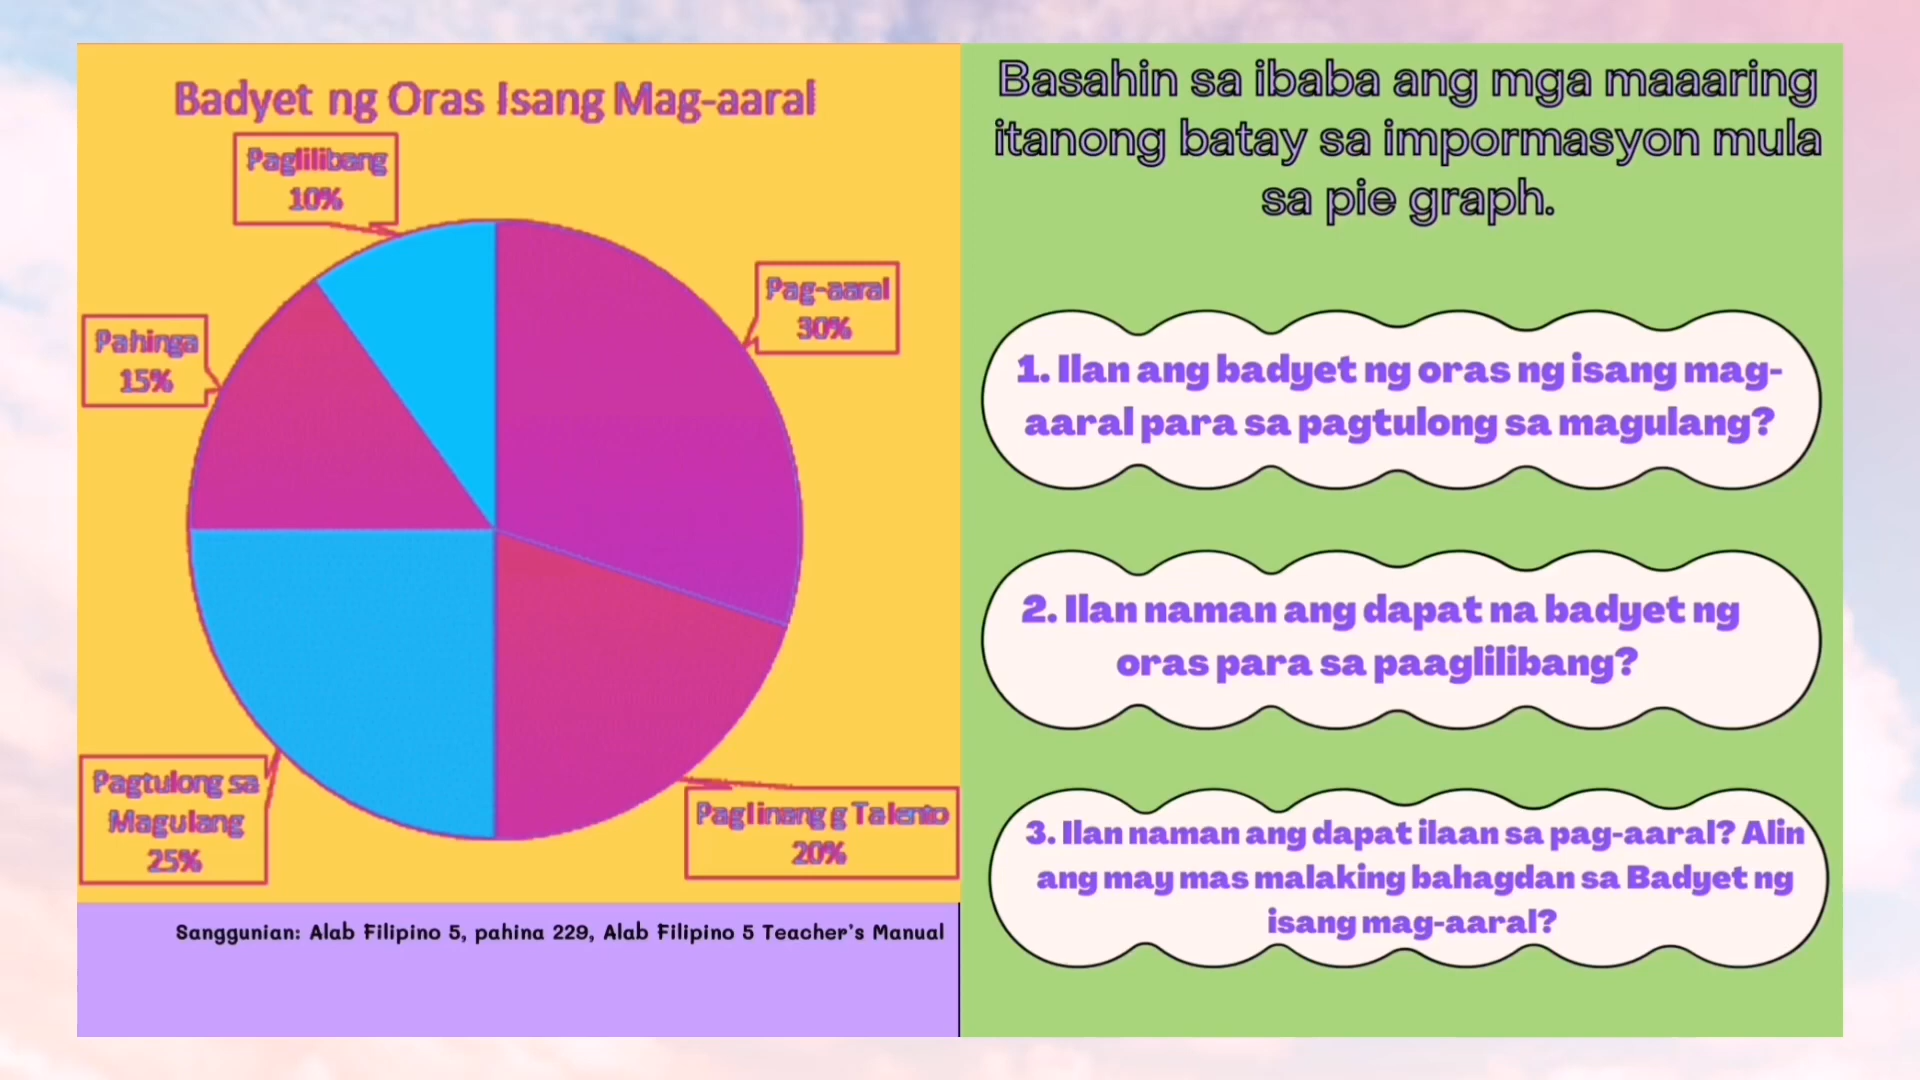 Badyet ng Oras Isang Mag-aaral
Paglilibang
10%
Pag-aaral
30%
Pahinga
15%
Pagtulong sa
Magulang
25%
Paglinang g Talento
20%
Sanggunian: Alab Filipino 5, pahina 229, Alab Filipino 5 Teacher's Manual
Basahin sa ibaba ang mga maaaring
itanong batay sa impormasyon mula
sa pie graph.
1. Ilan ang badyet ng oras ng isang mag-
aaral para sa pagtulong sa magulang?
2. Ilan naman ang dapat na badyet ng
oras para sa paaglilibang?
3. Ilan naman ang dapat ilaan sa pag-aaral? Alin
ang may mas malaking bahagdan sa Badyet ng
isang mag-aaral?